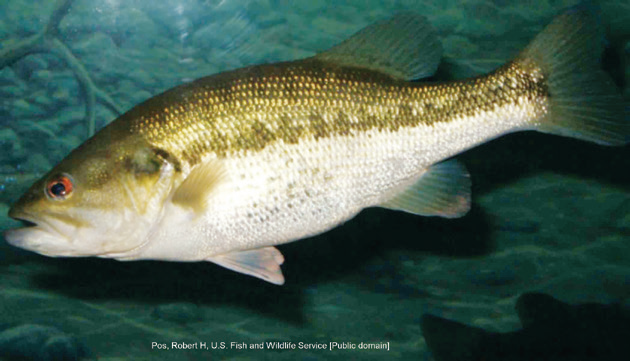 Pos, Robert H, U.S. Fish and Wildlife Service [Public domain]